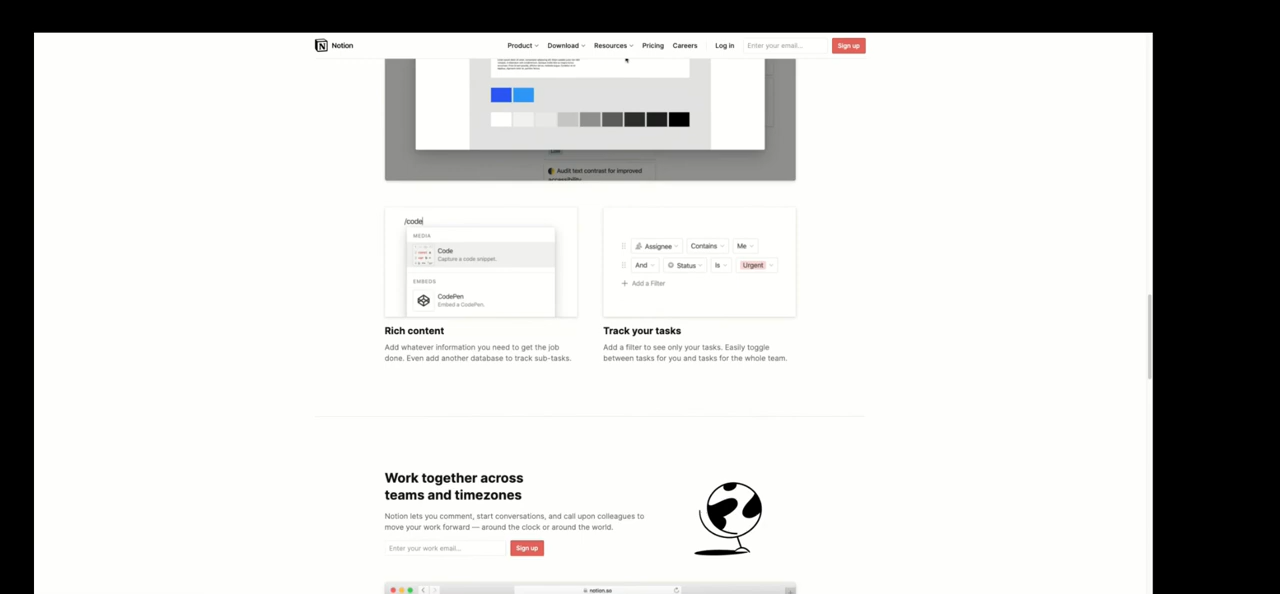 Notion
Product Download Resources Pricing Careers Log in Enter your email... Sign up
Audit text contrast for improved
accessibility
/code
MEDIA
Code
Capture a code snippet.
EMBEDS
CodePen
Embed a CodePen.
Assignee Contains Me
And Status Is Urgent
+ Add a Filter
Rich content
Add whatever information you need to get the job
done. Even add another database to track sub-tasks.
Track your tasks
Add a filter to see only your tasks. Easily toggle
between tasks for you and tasks for the whole team.
Work together across
teams and timezones
Notion lets you comment, start conversations, and call upon colleagues to
move your work forward — around the clock or around the world.
Enter your work email... Sign up
notion.so